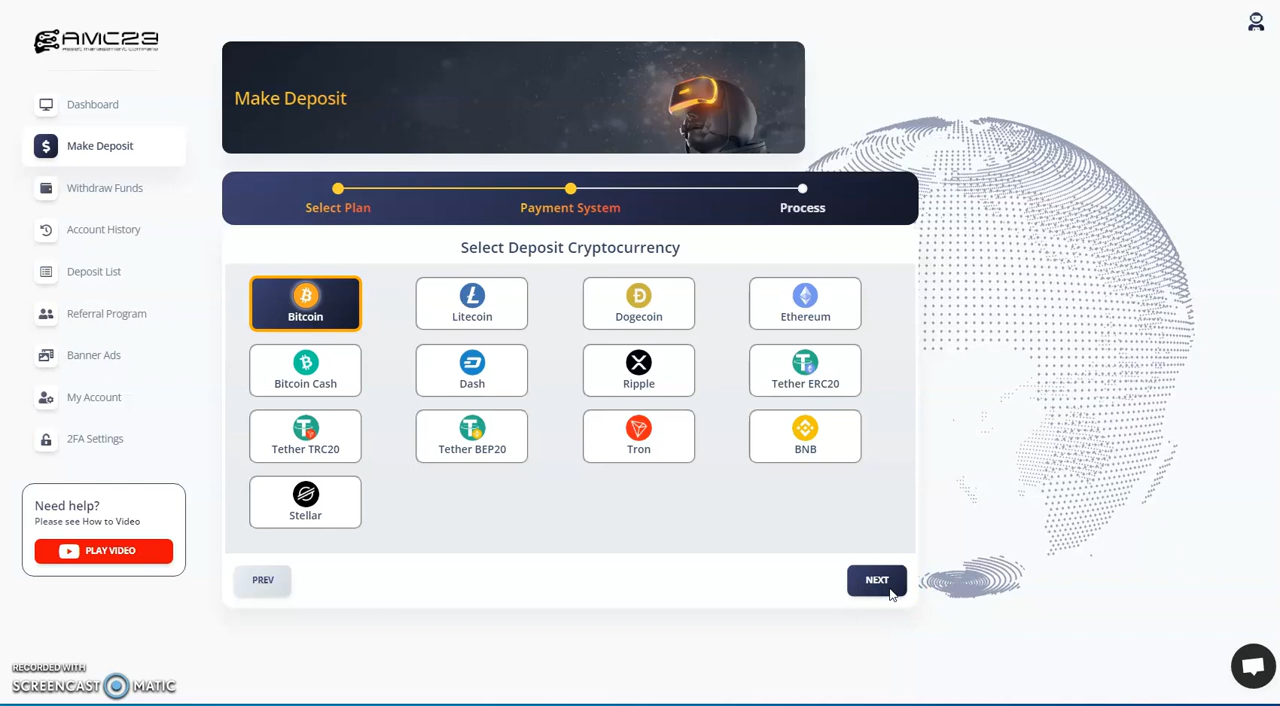 AMC23
Asset management company
Dashboard
Make Deposit
Withdraw Funds
Account History
Deposit List
Referral Program
Banner Ads
My Account
2FA Settings
Need help?
Please see How to Video
PLAY VIDEO
Make Deposit
Select Plan
Payment System
Process
Select Deposit Cryptocurrency
Bitcoin
Litecoin
Dogecoin
Ethereum
Bitcoin Cash
Dash
Ripple
Tether ERC20
Tether TRC20
Tether BEP20
Tron
BNB
Stellar
PREV
NEXT
RECORDED WITH
SCREENCAST MATIC